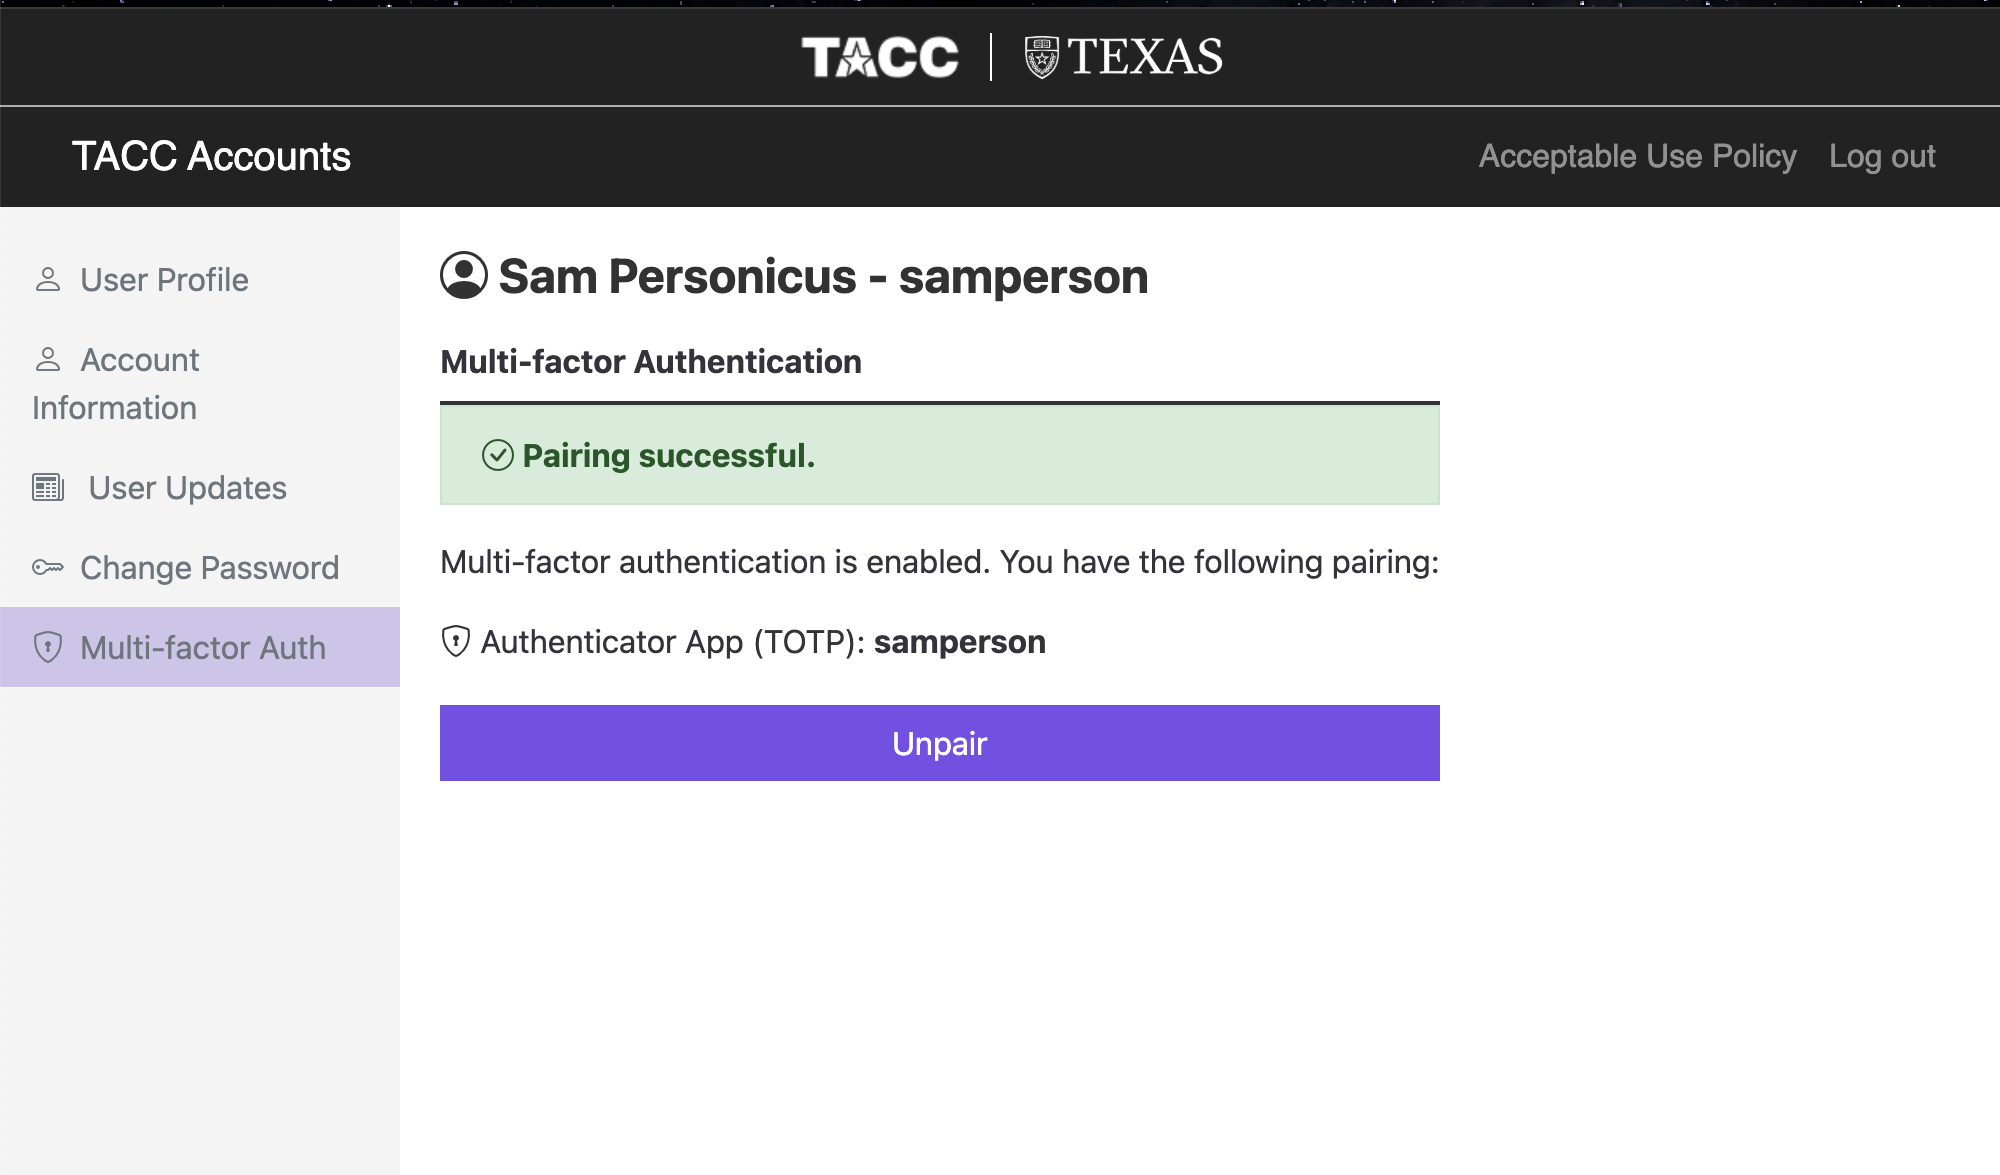 TACC | TEXAS
TACC Accounts
Acceptable Use Policy Log out
User Profile
Account
Information
User Updates
Change Password
Multi-factor Auth
Sam Personicus - samperson
Multi-factor Authentication
Pairing successful.
Multi-factor authentication is enabled. You have the following pairing:
Authenticator App (TOTP): samperson
Unpair